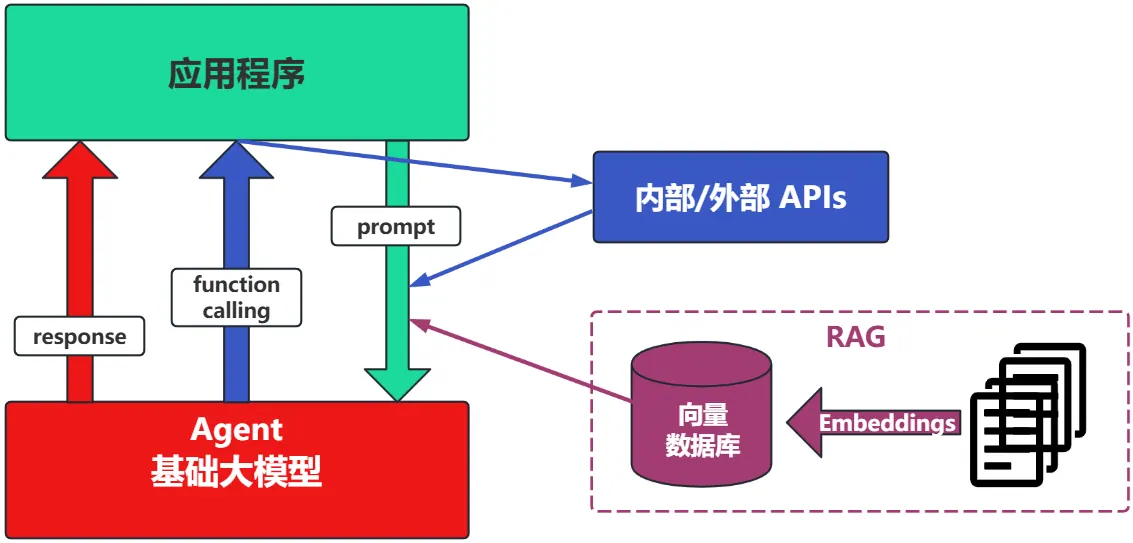 应用程序
内部/外部 APIs
prompt
function
calling
response
RAG
向量
数据库
Embeddings
Agent
基础大模型